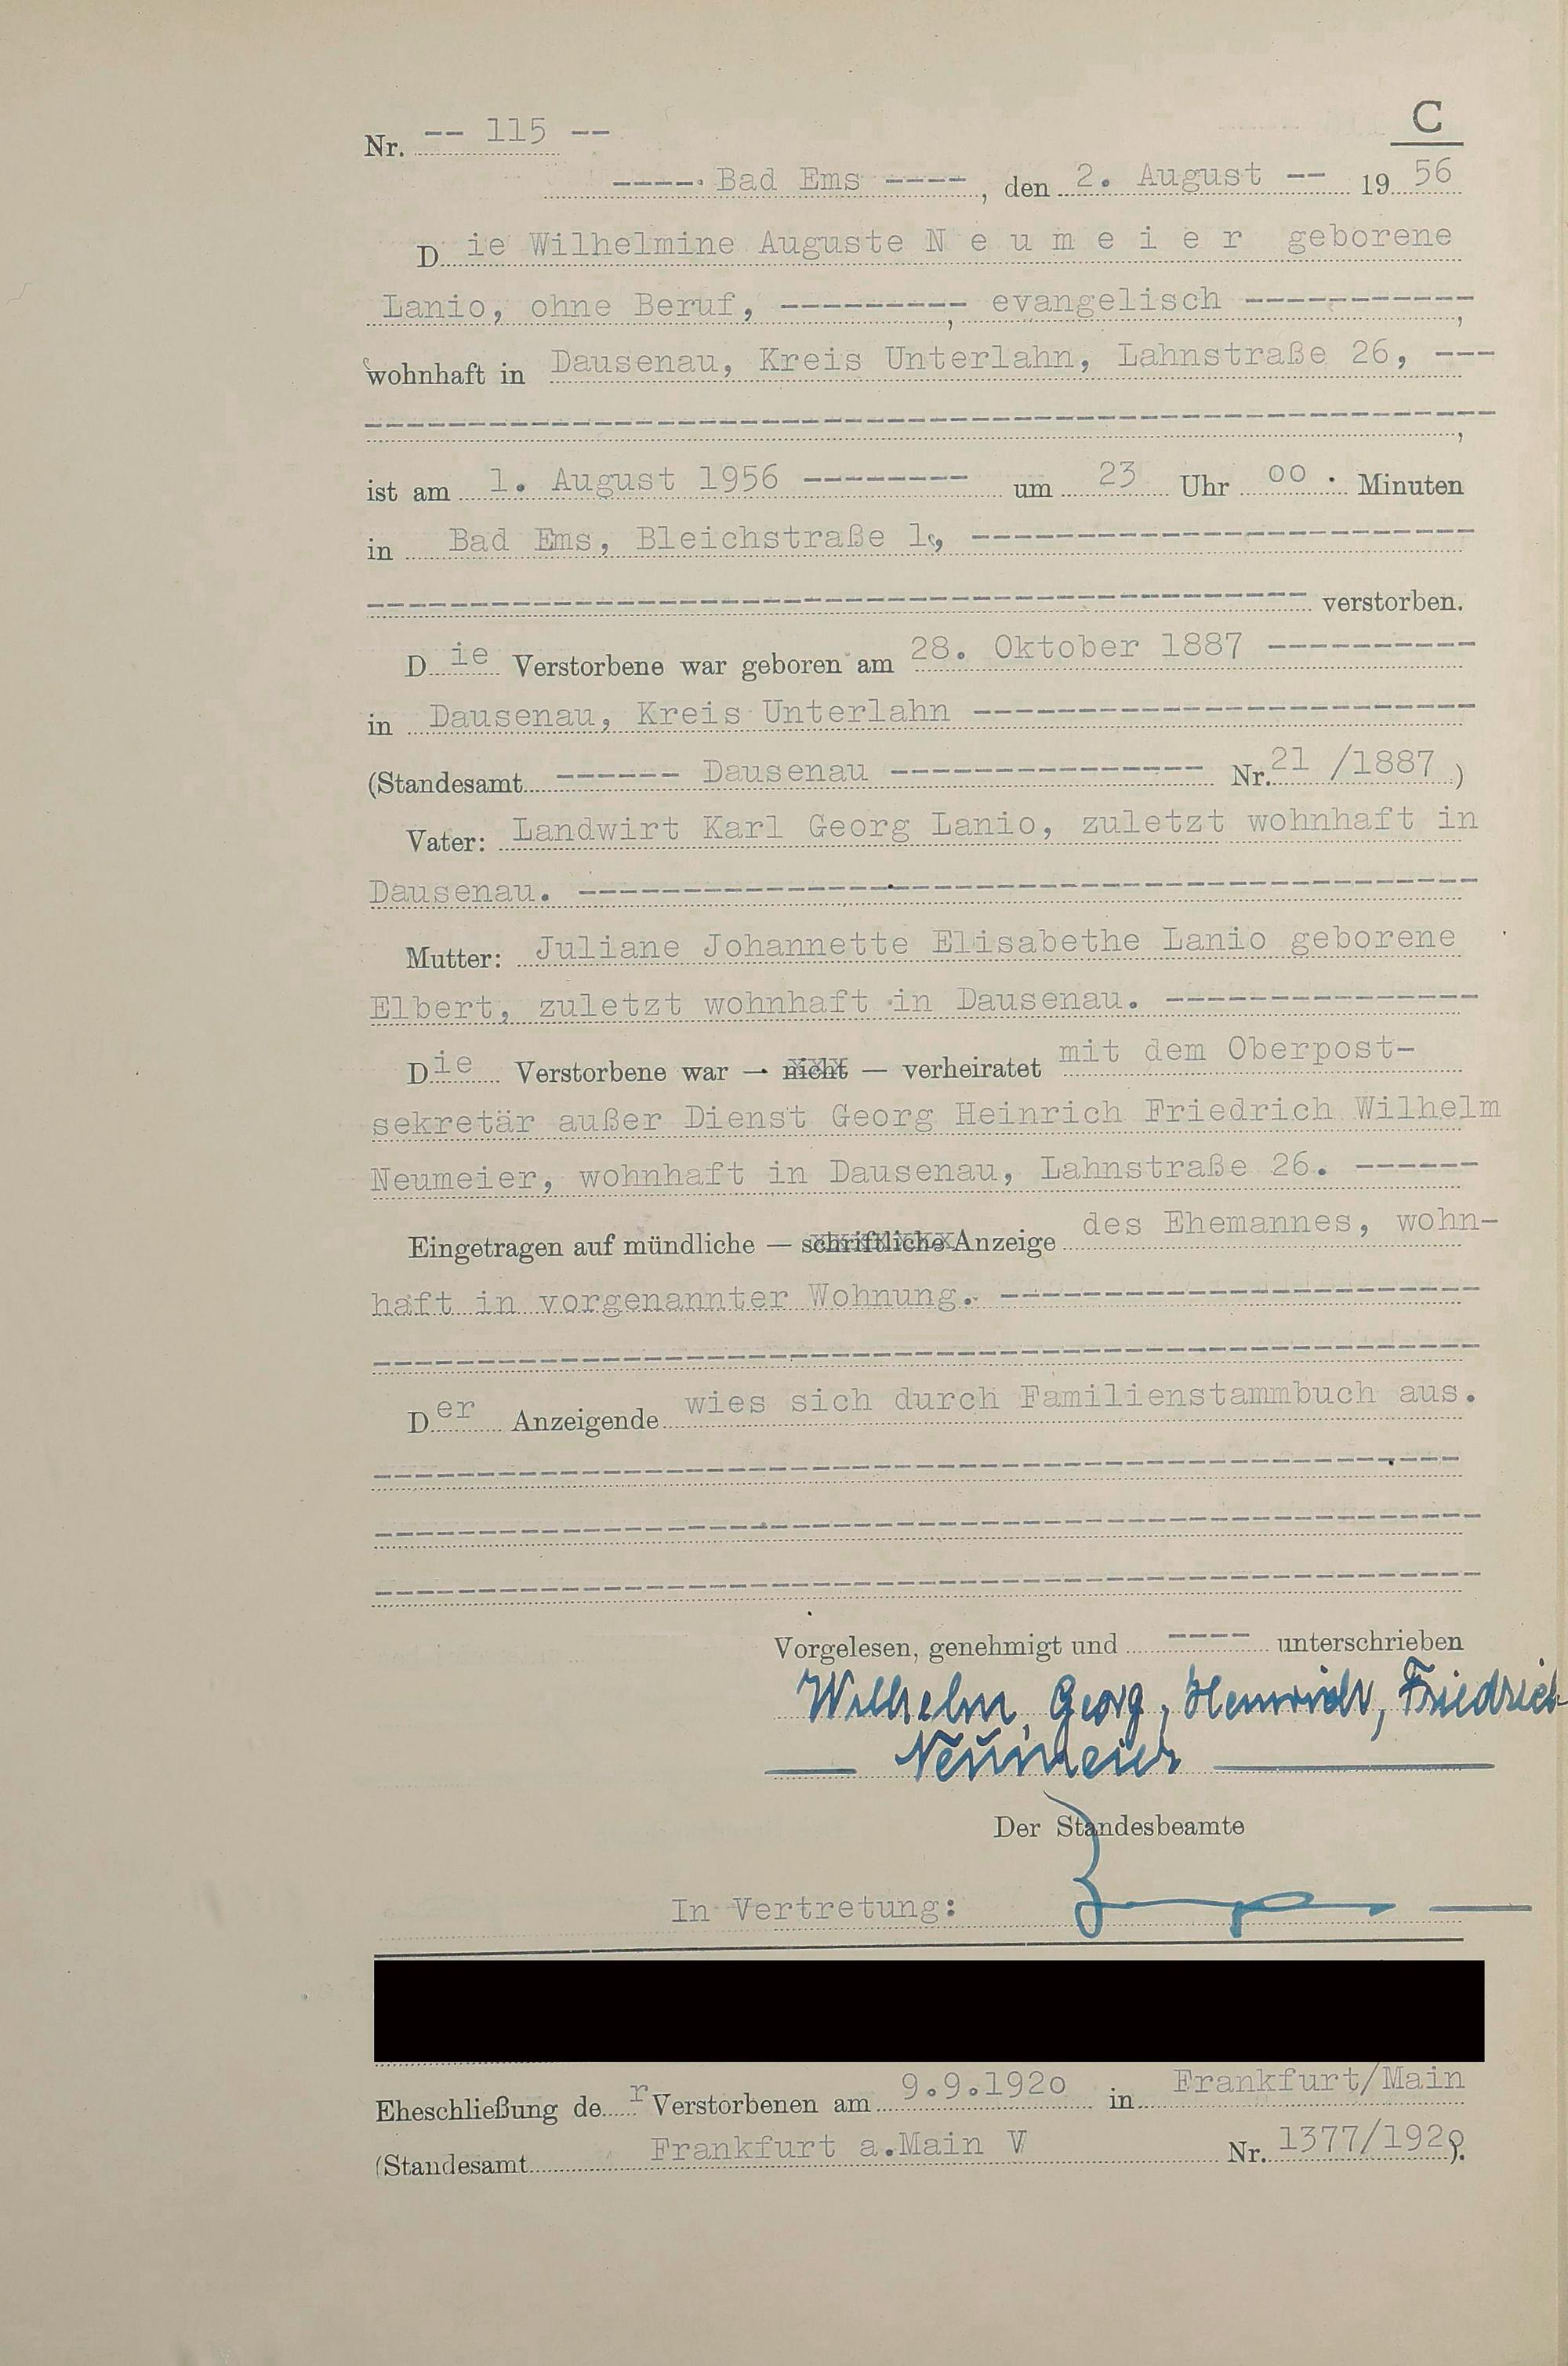 C
Nr. -- 115 --
----- Bad Ems ----, den 2. August -- 19 56
Die Wilhelmine Auguste N e u m e i e r geborene
Lanio, ohne Beruf, ---------, evangelisch -----------,
wohnhaft in Dausenau, Kreis Unterlahn, Lahnstraße 26, ---
------------------------------------------------------,
ist am 1. August 1956 -------- um 23 Uhr 00 Minuten
in Bad Ems, Bleichstraße 1, ------------------------
--------------------------------------------- verstorben.
Die Verstorbene war geboren am 28. Oktober 1887 ----------
in Dausenau, Kreis Unterlahn ------------------------
(Standesamt ------ Dausenau --------------- Nr. 21 /1887 )
Vater: Landwirt Karl Georg Lanio, zuletzt wohnhaft in
Dausenau. -------------------------------------------
Mutter: Juliane Johannette Elisabethe Lanio geborene
Elbert, zuletzt wohnhaft in Dausenau. ---------------
Die Verstorbene war — nicht — verheiratet mit dem Oberpost-
sekretär außer Dienst Georg Heinrich Friedrich Wilhelm
Neumeier, wohnhaft in Dausenau, Lahnstraße 26. ------
Eingetragen auf mündliche — schriftliche Anzeige des Ehemannes, wohn-
haft in vorgenannter Wohnung. -----------------------
-----------------------------------------------------
Der Anzeigende wies sich durch Familienstammbuch aus.
----------------------------------------------------
-----------------------------------------------------
-----------------------------------------------------
Vorgelesen, genehmigt und ---- unterschrieben
Wilhelm, Georg, Heinrich, Friedrich
— Neumeier —
Der Standesbeamte
In Vertretung:
Eheschließung der Verstorbenen am 9.9.1920 in Frankfurt/Main
(Standesamt Frankfurt a.Main V Nr. 1377/1920).